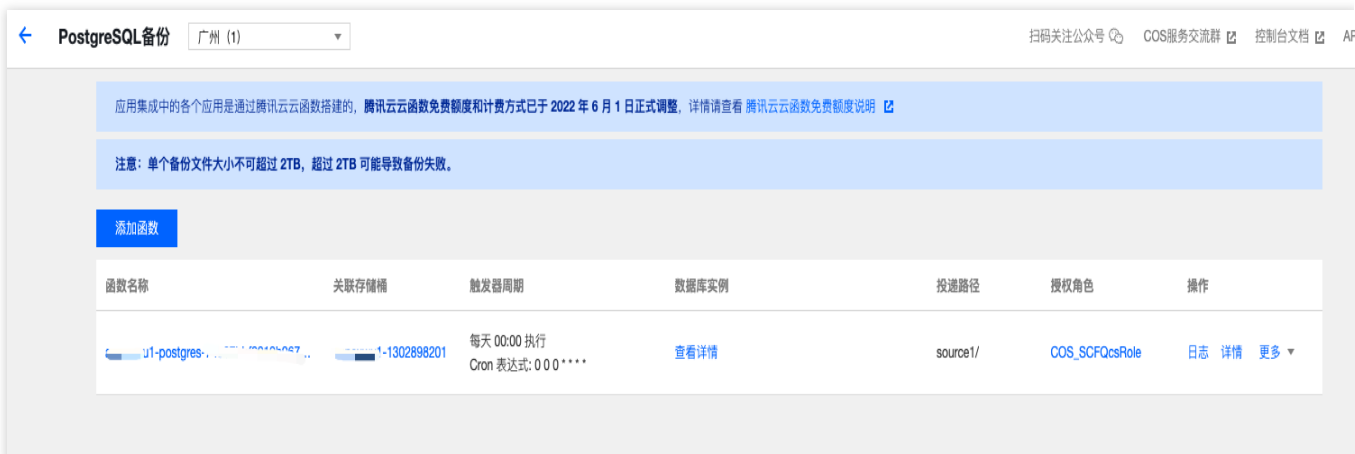 PostgreSQL备份 广州 (1) 扫码关注公众号 COS服务交流群 控制台文档
应用集成中的各个应用是通过腾讯云云函数搭建的，腾讯云云函数免费额度和计费方式已于 2022 年 6 月 1 日正式调整，详情请查看 腾讯云云函数免费额度说明
注意：单个备份文件大小不可超过 2TB，超过 2TB 可能导致备份失败。
添加函数
函数名称 关联存储桶 触发器周期 数据库实例 投递路径 授权角色 操作
u1-postgres- 1-1302898201 每天 00:00 执行 查看详情 source1/ COS_SCFQcsRole 日志 详情 更多
Cron 表达式: 0 0 0 * * * *